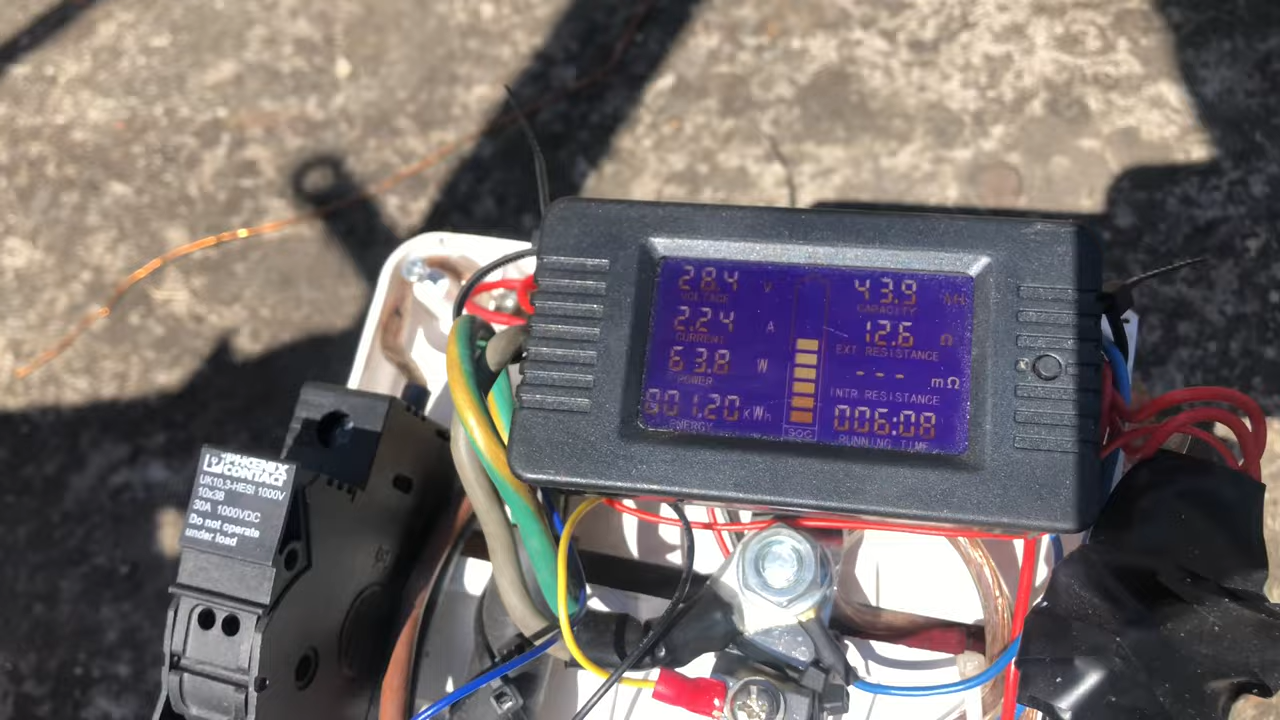 28.4 V
VOLTAGE
2.24 A
CURRENT
63.8 W
POWER
001.20 kWh
ENERGY
SOC
43.9 AH
CAPACITY
12.6 Ω
EXT RESISTANCE
--- mΩ
INTR RESISTANCE
006:08
RUNNING TIME
PHOENIX
CONTACT
UK10,3-HESI 1000V
10x38
30A 1000VDC
Do not operate
under load